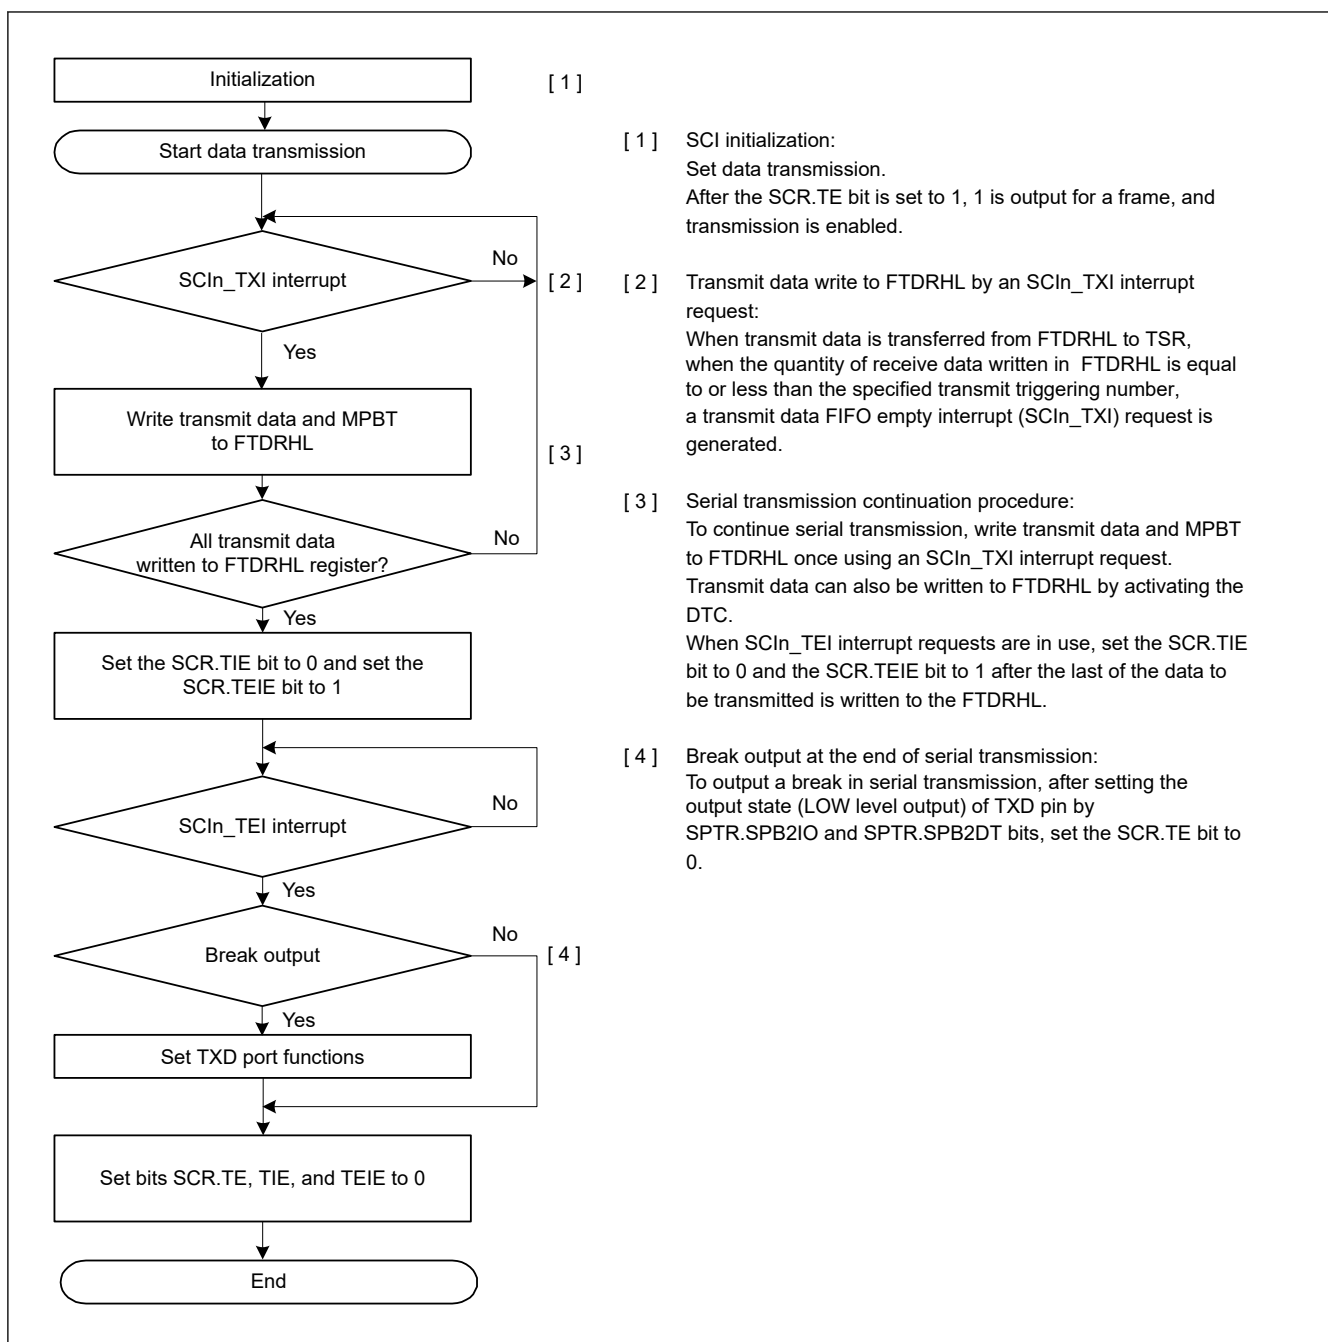 Initialization
[ 1 ]
Start data transmission
SCIn_TXI interrupt
No
[ 2 ]
Yes
Write transmit data and MPBT
to FTDRHL
[ 3 ]
All transmit data
written to FTDRHL register?
No
Yes
Set the SCR.TIE bit to 0 and set the
SCR.TEIE bit to 1
SCIn_TEI interrupt
No
Yes
Break output
No
[ 4 ]
Yes
Set TXD port functions
Set bits SCR.TE, TIE, and TEIE to 0
End
[ 1 ] SCI initialization:
Set data transmission.
After the SCR.TE bit is set to 1, 1 is output for a frame, and
transmission is enabled.
[ 2 ] Transmit data write to FTDRHL by an SCIn_TXI interrupt
request:
When transmit data is transferred from FTDRHL to TSR,
when the quantity of receive data written in FTDRHL is equal
to or less than the specified transmit triggering number,
a transmit data FIFO empty interrupt (SCIn_TXI) request is
generated.
[ 3 ] Serial transmission continuation procedure:
To continue serial transmission, write transmit data and MPBT
to FTDRHL once using an SCIn_TXI interrupt request.
Transmit data can also be written to FTDRHL by activating the
DTC.
When SCIn_TEI interrupt requests are in use, set the SCR.TIE
bit to 0 and the SCR.TEIE bit to 1 after the last of the data to
be transmitted is written to the FTDRHL.
[ 4 ] Break output at the end of serial transmission:
To output a break in serial transmission, after setting the
output state (LOW level output) of TXD pin by
SPTR.SPB2IO and SPTR.SPB2DT bits, set the SCR.TE bit to
0.